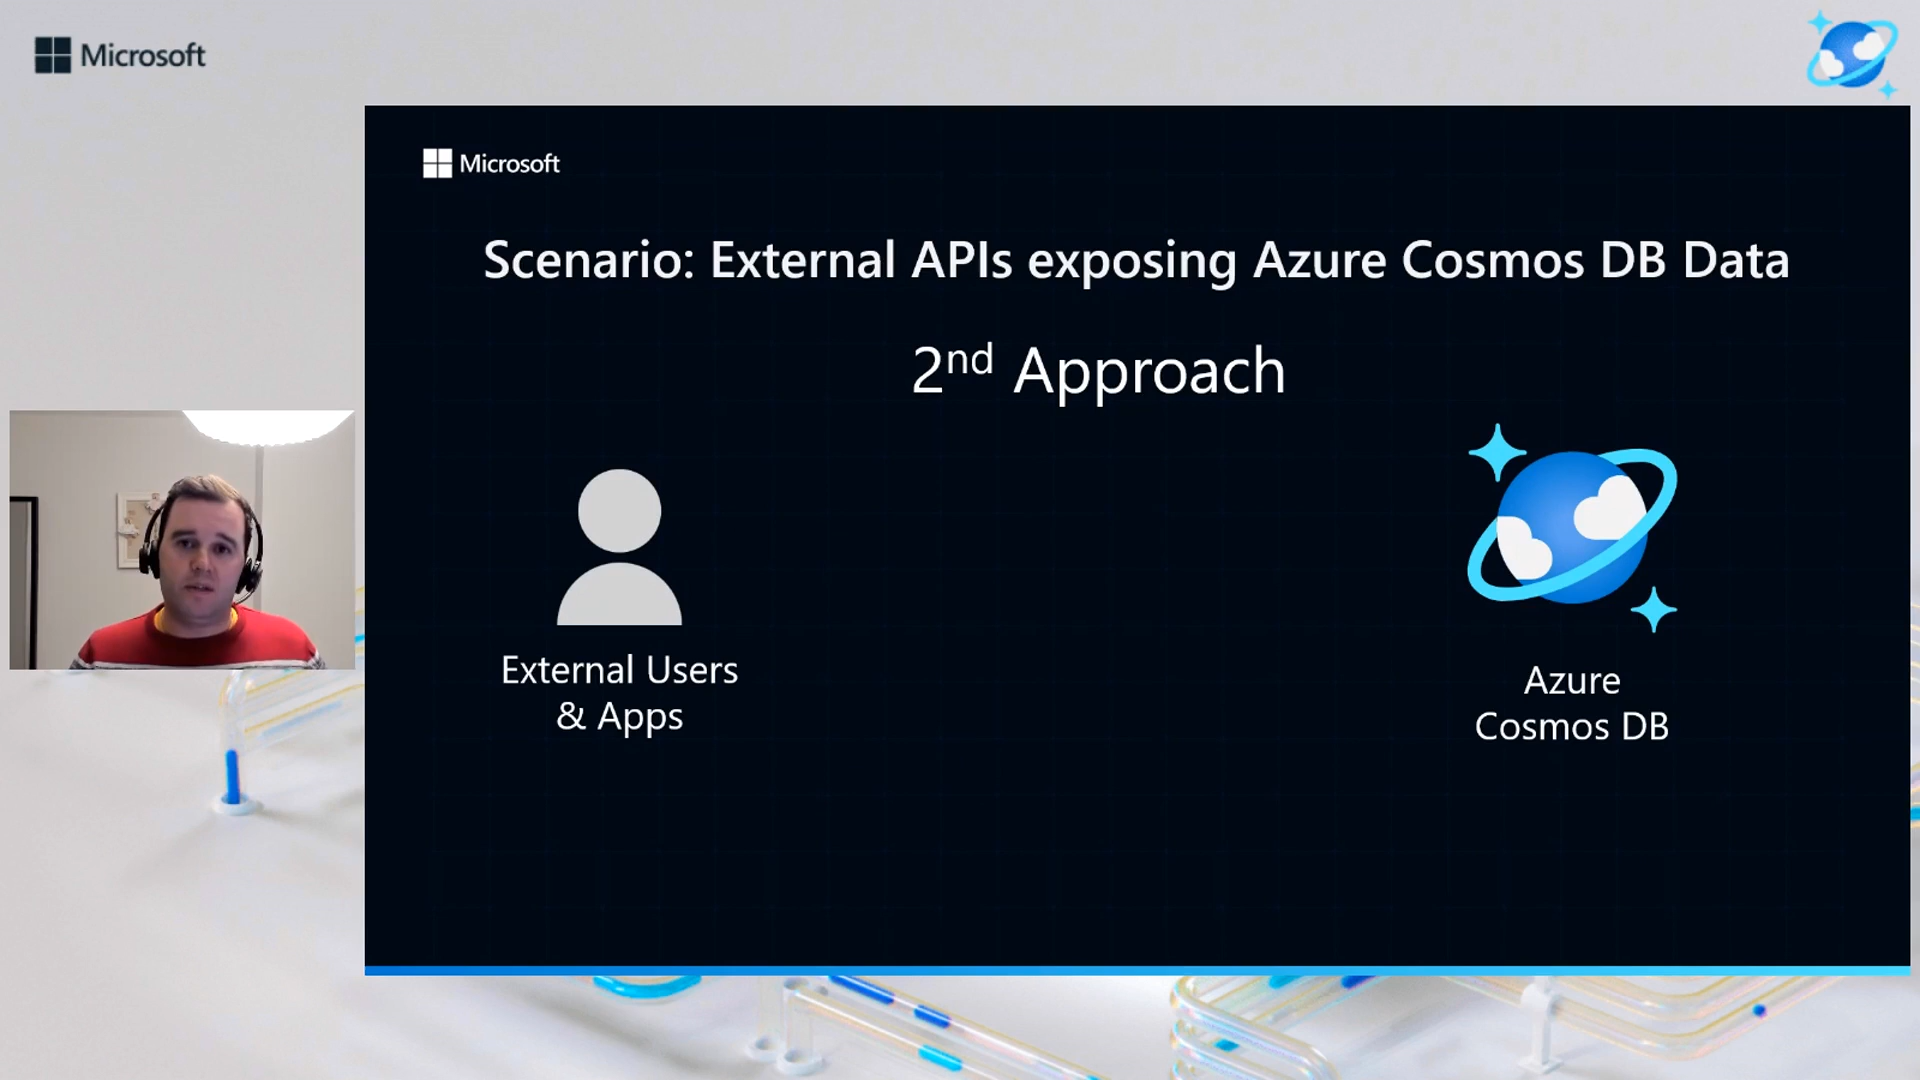 Microsoft
Microsoft
Scenario: External APIs exposing Azure Cosmos DB Data
2nd Approach
External Users
& Apps
Azure
Cosmos DB